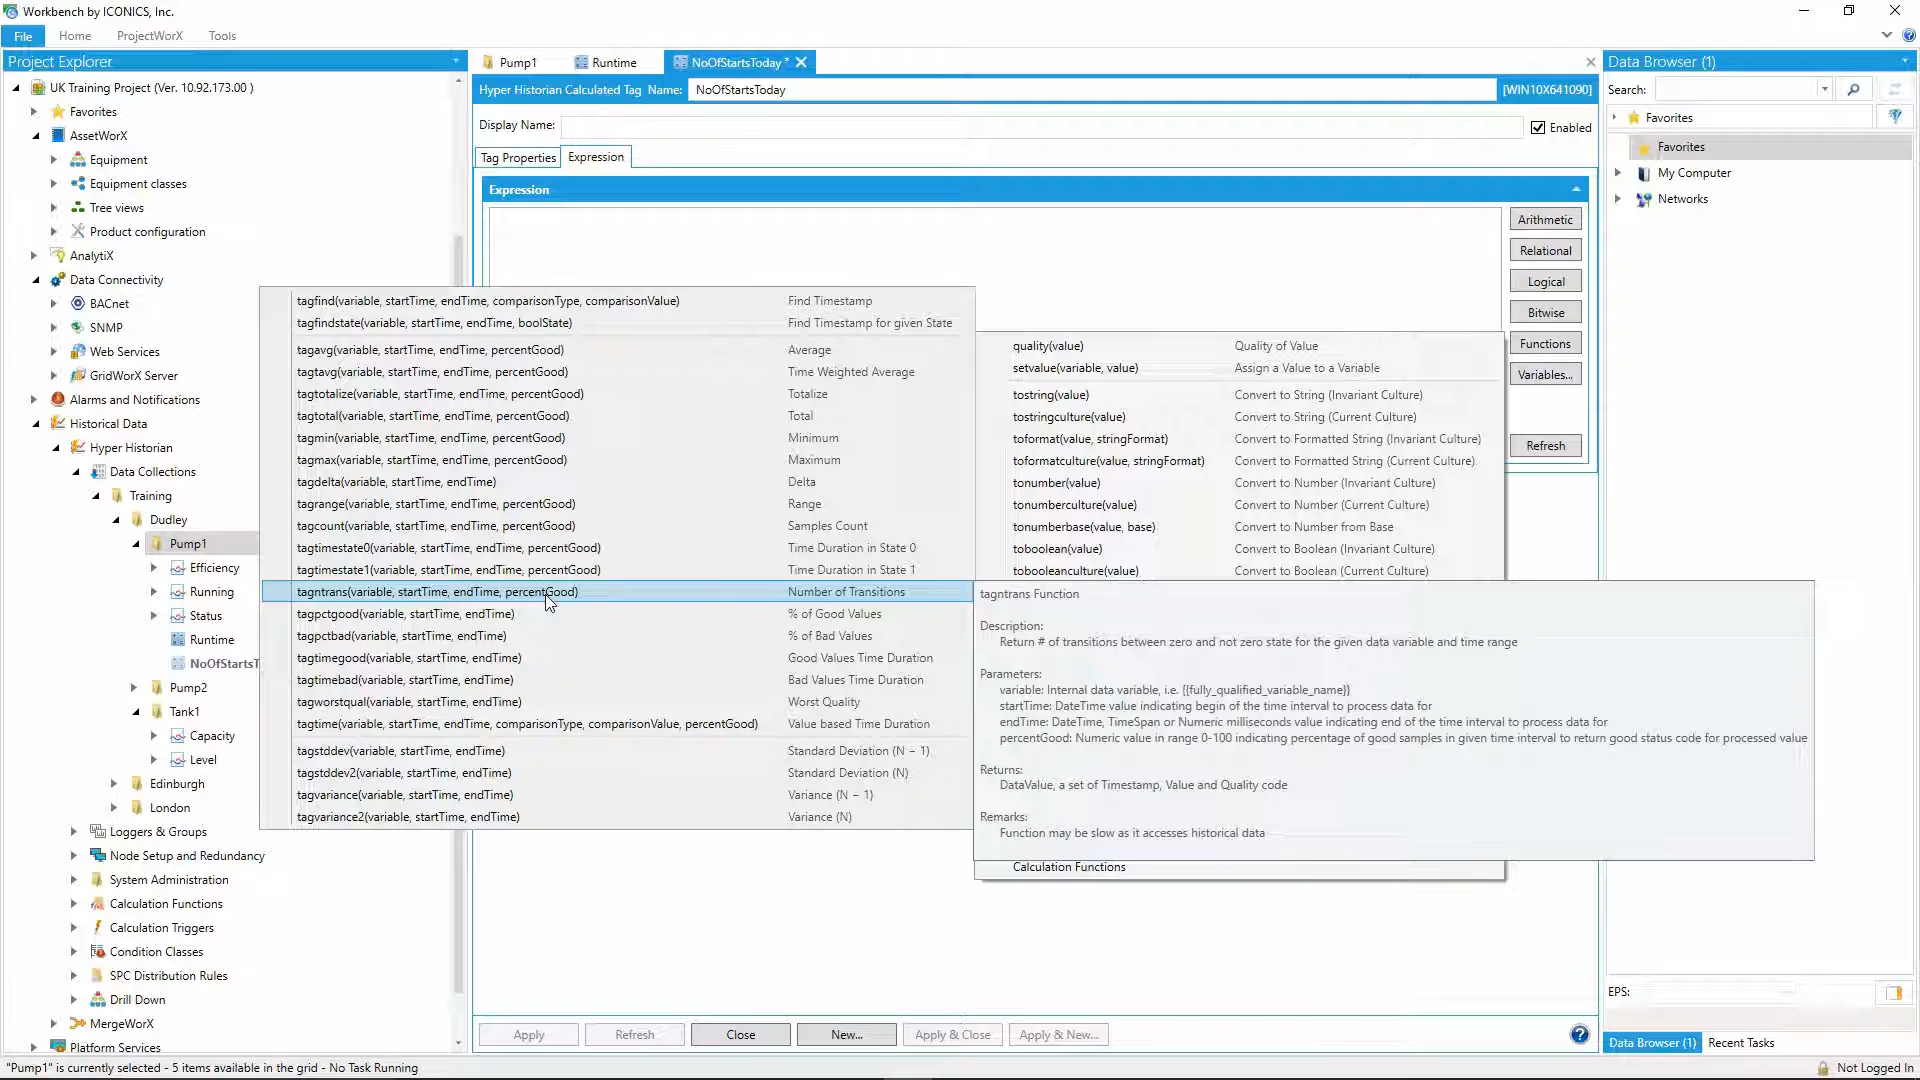 Workbench by ICONICS, Inc.
File
Home
ProjectWorX
Tools
Project Explorer
UK Training Project (Ver. 10.92.173.00 )
Favorites
AssetWorX
Equipment
Equipment classes
Tree views
Product configuration
AnalytiX
Data Connectivity
BACnet
SNMP
Web Services
GridWorX Server
Alarms and Notifications
Historical Data
Hyper Historian
Data Collections
Training
Dudley
Pump1
Efficiency
Running
Status
Runtime
NoOfStartsT
Pump2
Tank1
Capacity
Level
Edinburgh
London
Loggers & Groups
Node Setup and Redundancy
System Administration
Calculation Functions
Calculation Triggers
Condition Classes
SPC Distribution Rules
Drill Down
MergeWorX
Platform Services
Pump1
Runtime
NoOfStartsToday *
Hyper Historian Calculated Tag Name: NoOfStartsToday [WIN10X641090]
Display Name:
Enabled
Tag Properties
Expression
Expression
Arithmetic
Relational
Logical
Bitwise
Functions
Variables...
Refresh
tagfind(variable, startTime, endTime, comparisonType, comparisonValue) Find Timestamp
tagfindstate(variable, startTime, endTime, boolState) Find Timestamp for given State
tagavg(variable, startTime, endTime, percentGood) Average
tagtavg(variable, startTime, endTime, percentGood) Time Weighted Average
tagtotalize(variable, startTime, endTime, percentGood) Totalize
tagtotal(variable, startTime, endTime, percentGood) Total
tagmin(variable, startTime, endTime, percentGood) Minimum
tagmax(variable, startTime, endTime, percentGood) Maximum
tagdelta(variable, startTime, endTime) Delta
tagrange(variable, startTime, endTime, percentGood) Range
tagcount(variable, startTime, endTime, percentGood) Samples Count
tagtimestate0(variable, startTime, endTime, percentGood) Time Duration in State 0
tagtimestate1(variable, startTime, endTime, percentGood) Time Duration in State 1
tagntrans(variable, startTime, endTime, percentGood) Number of Transitions
tagpctgood(variable, startTime, endTime) % of Good Values
tagpctbad(variable, startTime, endTime) % of Bad Values
tagtimegood(variable, startTime, endTime) Good Values Time Duration
tagtimebad(variable, startTime, endTime) Bad Values Time Duration
tagworstqual(variable, startTime, endTime) Worst Quality
tagtime(variable, startTime, endTime, comparisonType, comparisonValue, percentGood) Value based Time Duration
tagstddev(variable, startTime, endTime) Standard Deviation (N − 1)
tagstddev2(variable, startTime, endTime) Standard Deviation (N)
tagvariance(variable, startTime, endTime) Variance (N − 1)
tagvariance2(variable, startTime, endTime) Variance (N)
quality(value) Quality of Value
setvalue(variable, value) Assign a Value to a Variable
tostring(value) Convert to String (Invariant Culture)
tostringculture(value) Convert to String (Current Culture)
toformat(value, stringFormat) Convert to Formatted String (Invariant Culture)
toformatculture(value, stringFormat) Convert to Formatted String (Current Culture)
tonumber(value) Convert to Number (Invariant Culture)
tonumberculture(value) Convert to Number (Current Culture)
tonumberbase(value, base) Convert to Number from Base
toboolean(value) Convert to Boolean (Invariant Culture)
tobooleanculture(value) Convert to Boolean (Current Culture)
tagntrans Function
Description:
Return # of transitions between zero and not zero state for the given data variable and time range
Parameters:
variable: Internal data variable, i.e. {{fully_qualified_variable_name}}
startTime: DateTime value indicating begin of the time interval to process data for
endTime: DateTime, TimeSpan or Numeric milliseconds value indicating end of the time interval to process data for
percentGood: Numeric value in range 0-100 indicating percentage of good samples in given time interval to return good status code for processed value
Returns:
DataValue, a set of Timestamp, Value and Quality code
Remarks:
Function may be slow as it accesses historical data
Calculation Functions
Apply
Refresh
Close
New...
Apply & Close
Apply & New...
Data Browser (1)
Search:
Favorites
Favorites
My Computer
Networks
EPS:
Data Browser (1)
Recent Tasks
"Pump1" is currently selected - 5 items available in the grid - No Task Running
Not Logged In